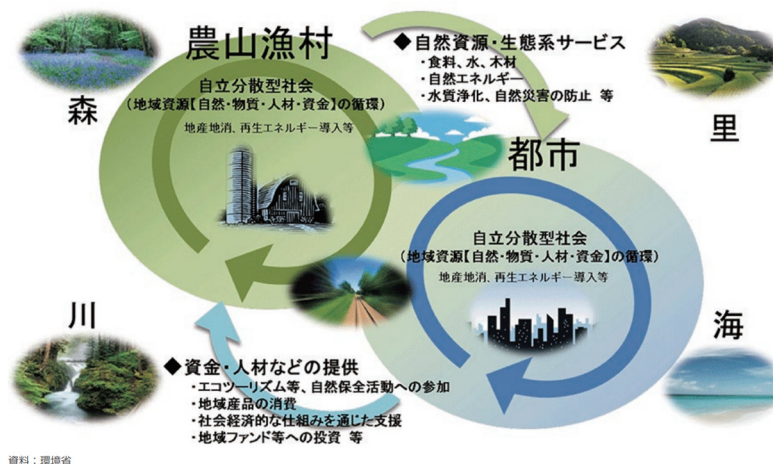 農山漁村
森
自立分散型社会
(地域資源【自然・物質・人材・資金】の循環)
地産地消、再生エネルギー導入等
◆自然資源・生態系サービス
・食料、水、木材
・自然エネルギー
・水質浄化、自然災害の防止 等
里
都市
自立分散型社会
(地域資源【自然・物質・人材・資金】の循環)
地産地消、再生エネルギー導入等
川
海
◆資金・人材などの提供
・エコツーリズム等、自然保全活動への参加
・地域産品の消費
・社会経済的な仕組みを通じた支援
・地域ファンド等への投資 等
資料:環境省